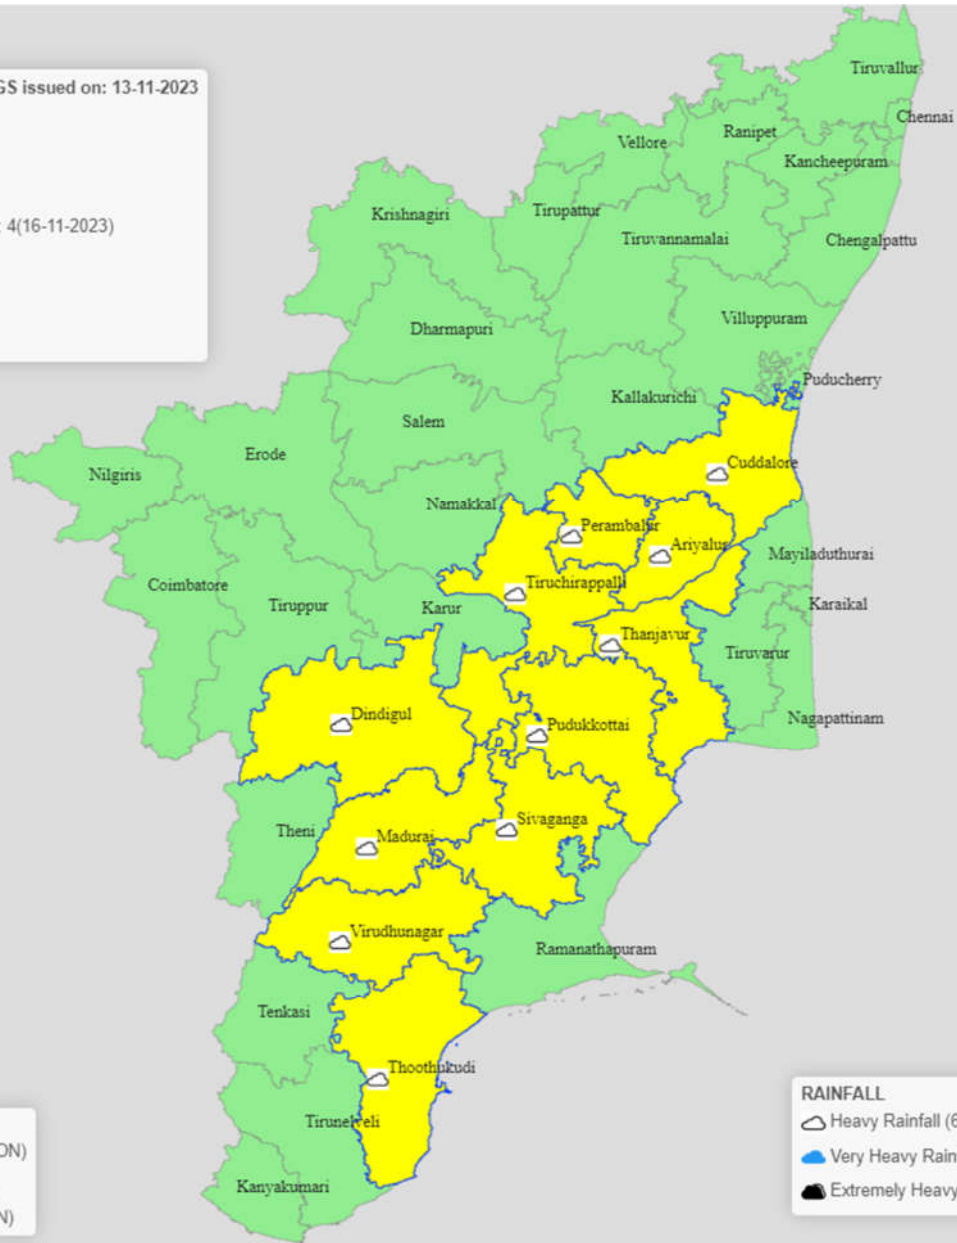 GS issued on: 13-11-2023
: 4(16-11-2023)
Tiruvallur
Chennai
Ranipet
Vellore
Kancheepuram
Krishnagiri
Tirupattur
Tiruvannamalai
Chengalpattu
Villuppuram
Dharmapuri
Puducherry
Kallakurichi
Salem
Erode
Cuddalore
Nilgiris
Namakkal
Perambalur
Ariyalur
Mayiladuthurai
Coimbatore
Tiruchirappalli
Tiruppur
Karur
Karaikal
Thanjavur
Tiruvarur
Dindigul
Nagapattinam
Pudukkottai
Sivaganga
Theni
Madurai
Virudhunagar
Ramanathapuram
Tenkasi
Thoothukudi
Tirunelveli
Kanyakumari
ON)
N)
RAINFALL
Heavy Rainfall (6
Very Heavy Rain
Extremely Heavy